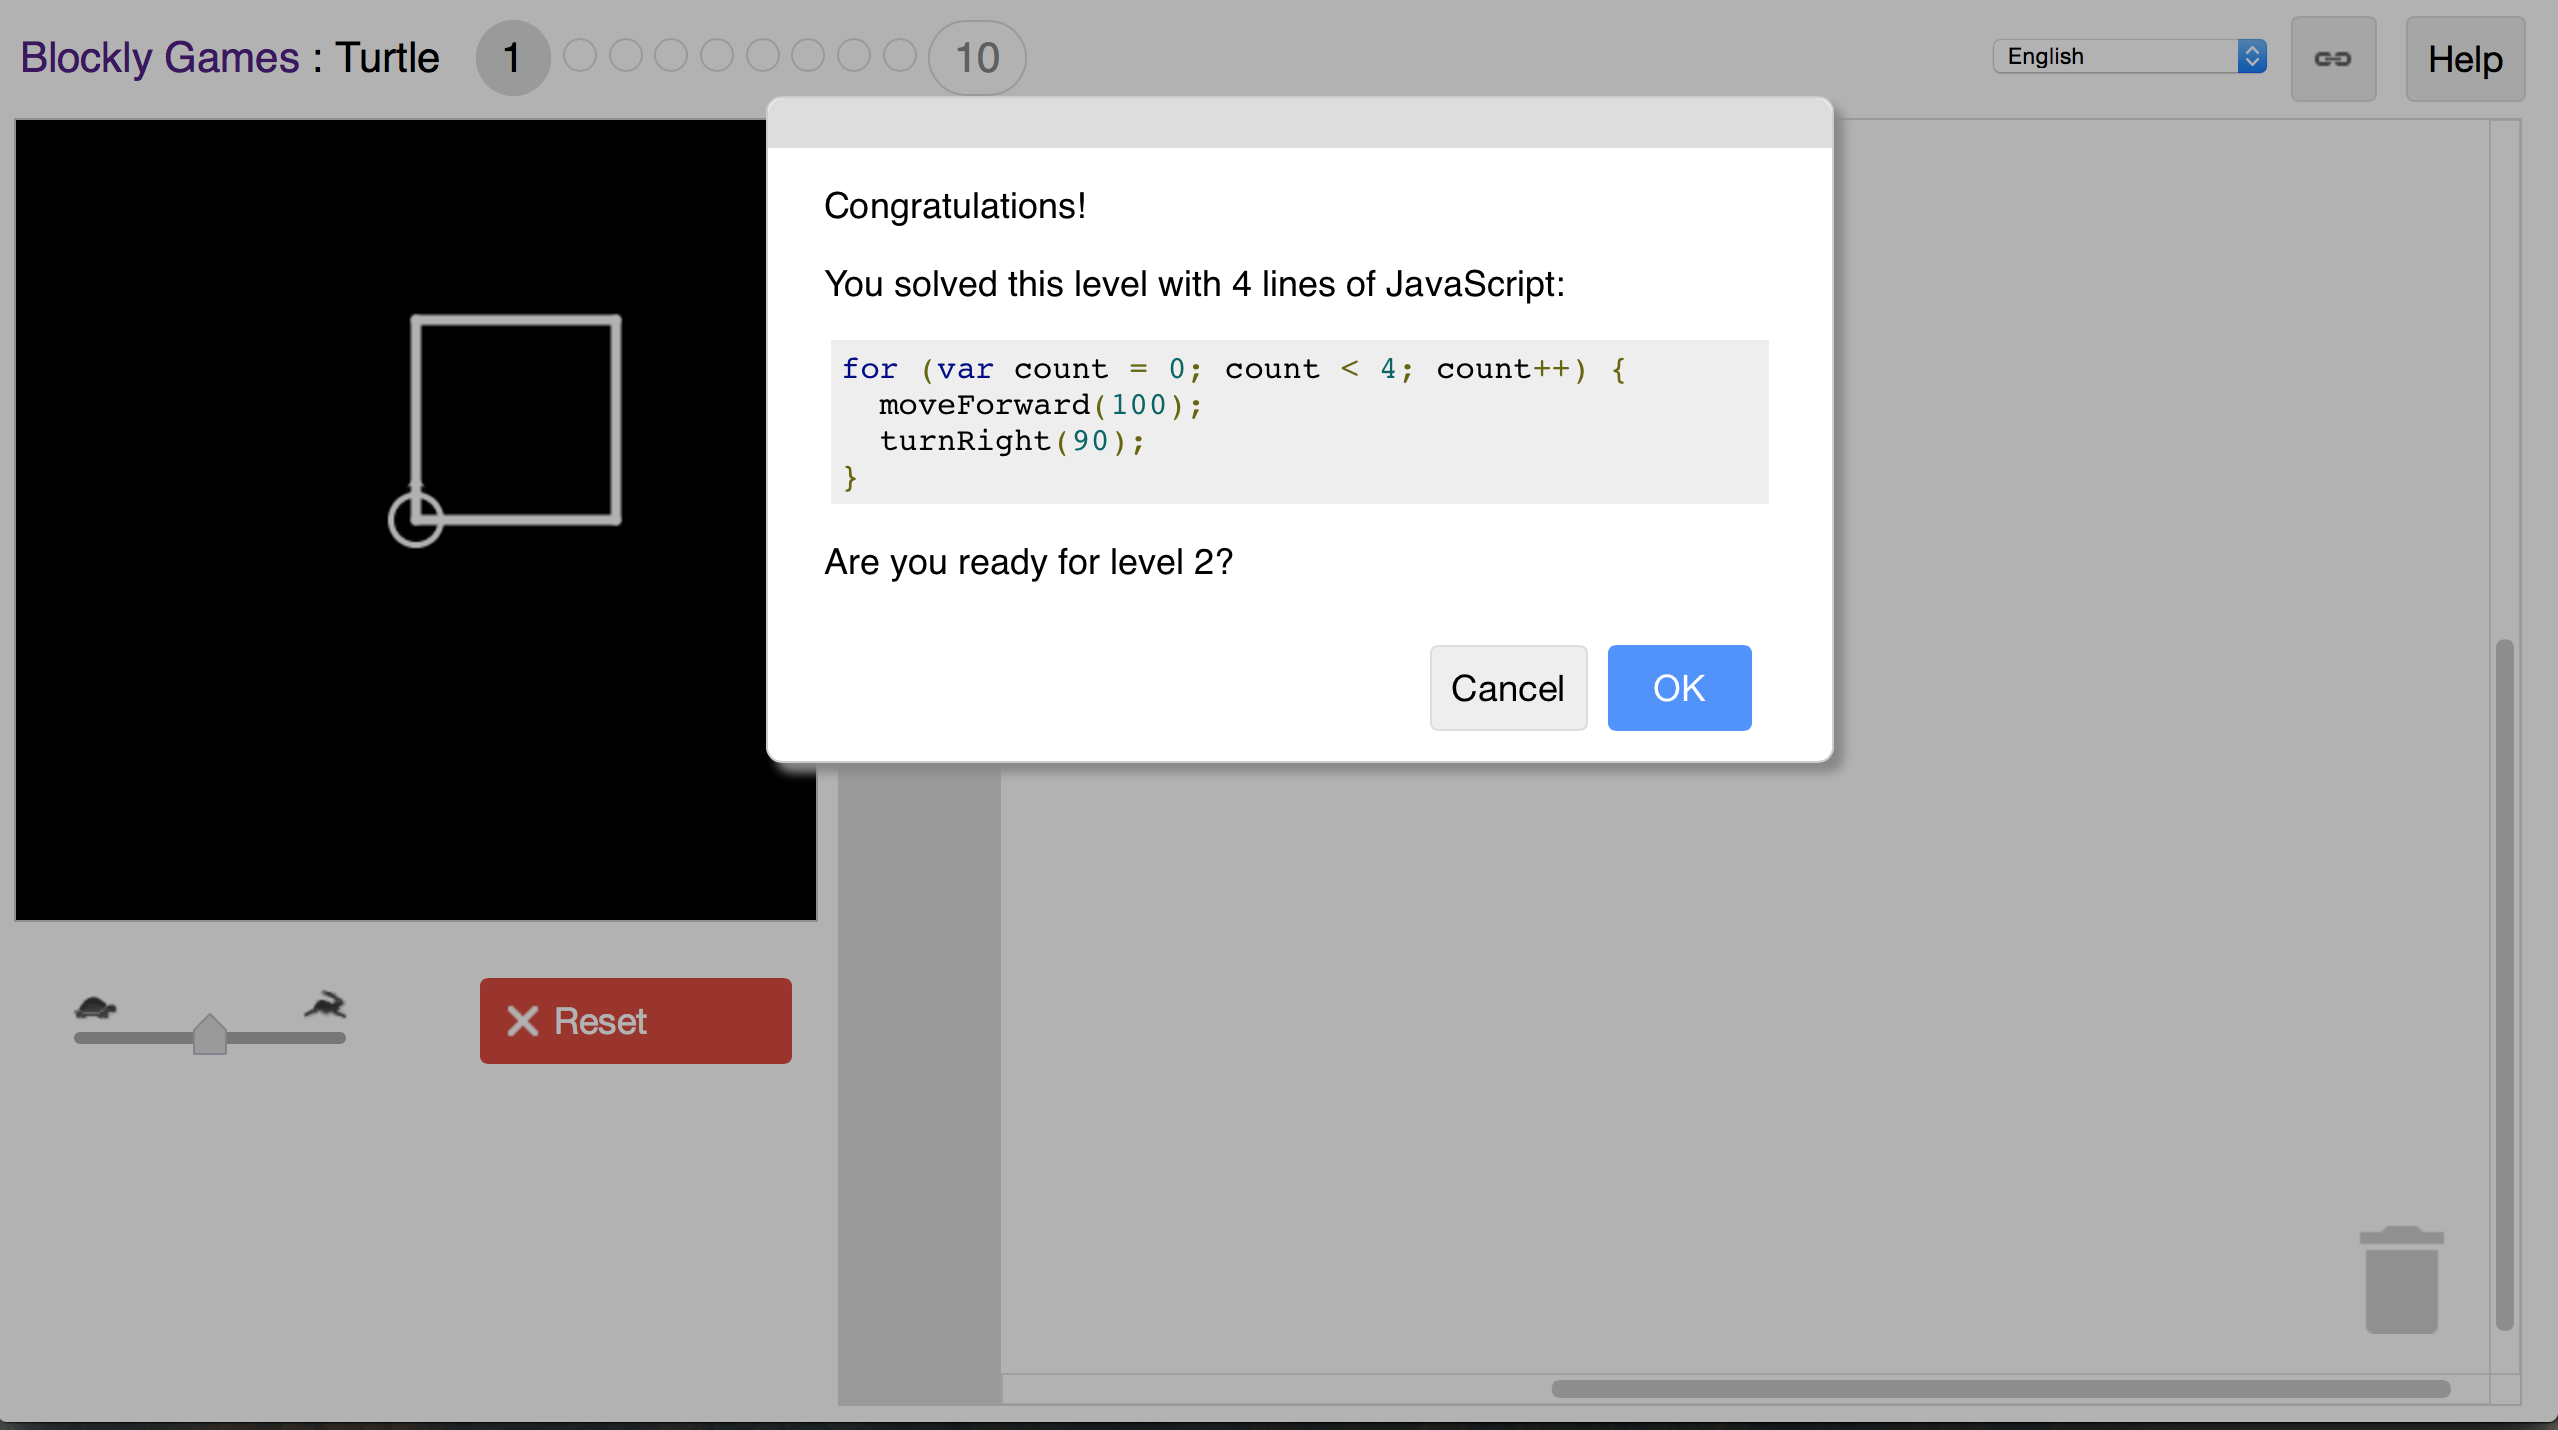 Blockly Games : Turtle 1 10 English Help
Congratulations!
You solved this level with 4 lines of JavaScript:
for (var count = 0; count < 4; count++) {
  moveForward(100);
  turnRight(90);
}
Are you ready for level 2?
Cancel OK
Reset